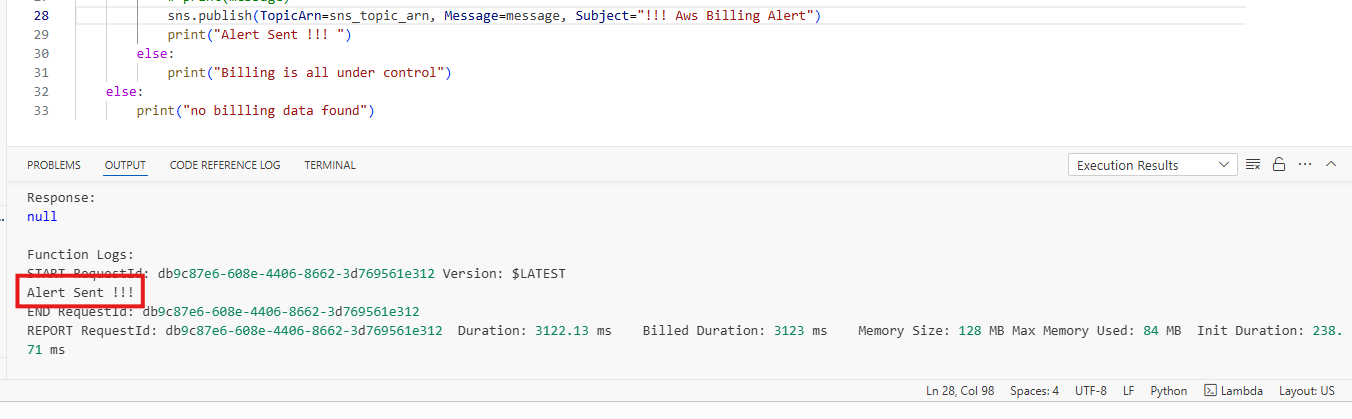 # print(message)
28 sns.publish(TopicArn=sns_topic_arn, Message=message, Subject="!!! Aws Billing Alert")
29 print("Alert Sent !!! ")
30 else:
31 print("Billing is all under control")
32 else:
33 print("no billling data found")
PROBLEMS OUTPUT CODE REFERENCE LOG TERMINAL Execution Results
Response:
null
Function Logs:
START RequestId: db9c87e6-608e-4406-8662-3d769561e312 Version: $LATEST
Alert Sent !!!
END RequestId: db9c87e6-608e-4406-8662-3d769561e312
REPORT RequestId: db9c87e6-608e-4406-8662-3d769561e312 Duration: 3122.13 ms Billed Duration: 3123 ms Memory Size: 128 MB Max Memory Used: 84 MB Init Duration: 238.
71 ms
Ln 28, Col 98 Spaces: 4 UTF-8 LF Python Lambda Layout: US